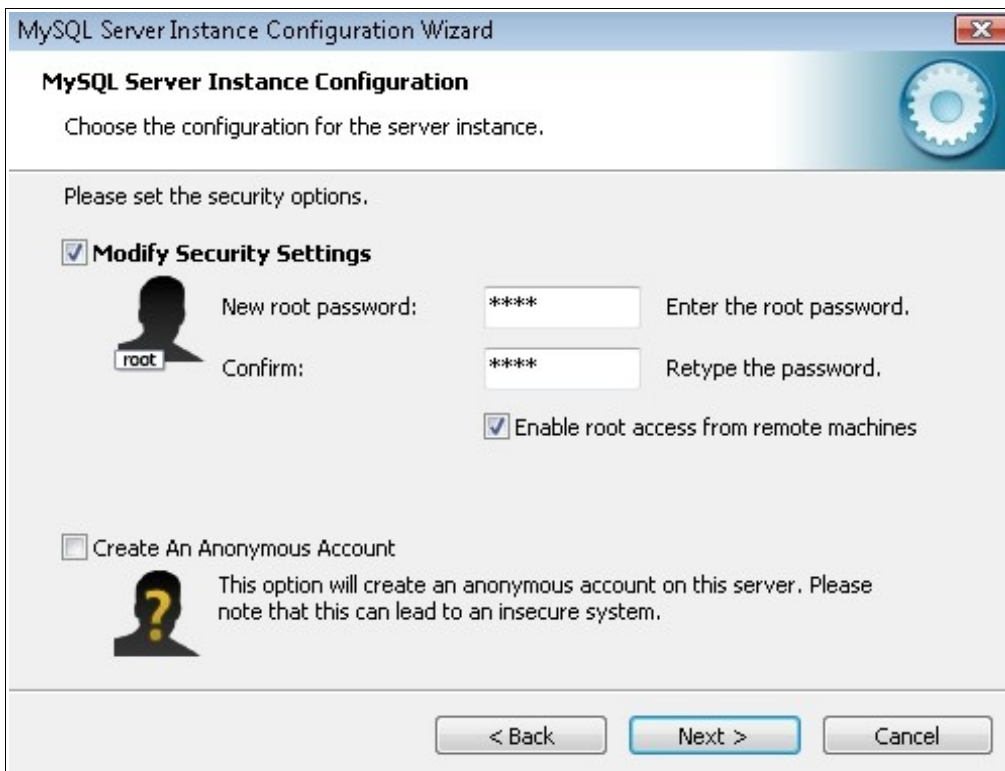 MySQL Server Instance Configuration Wizard
MySQL Server Instance Configuration
Choose the configuration for the server instance.
Please set the security options.
Modify Security Settings
root
New root password: **** Enter the root password.
Confirm: **** Retype the password.
Enable root access from remote machines
Create An Anonymous Account
?
This option will create an anonymous account on this server. Please
note that this can lead to an insecure system.
< Back Next > Cancel